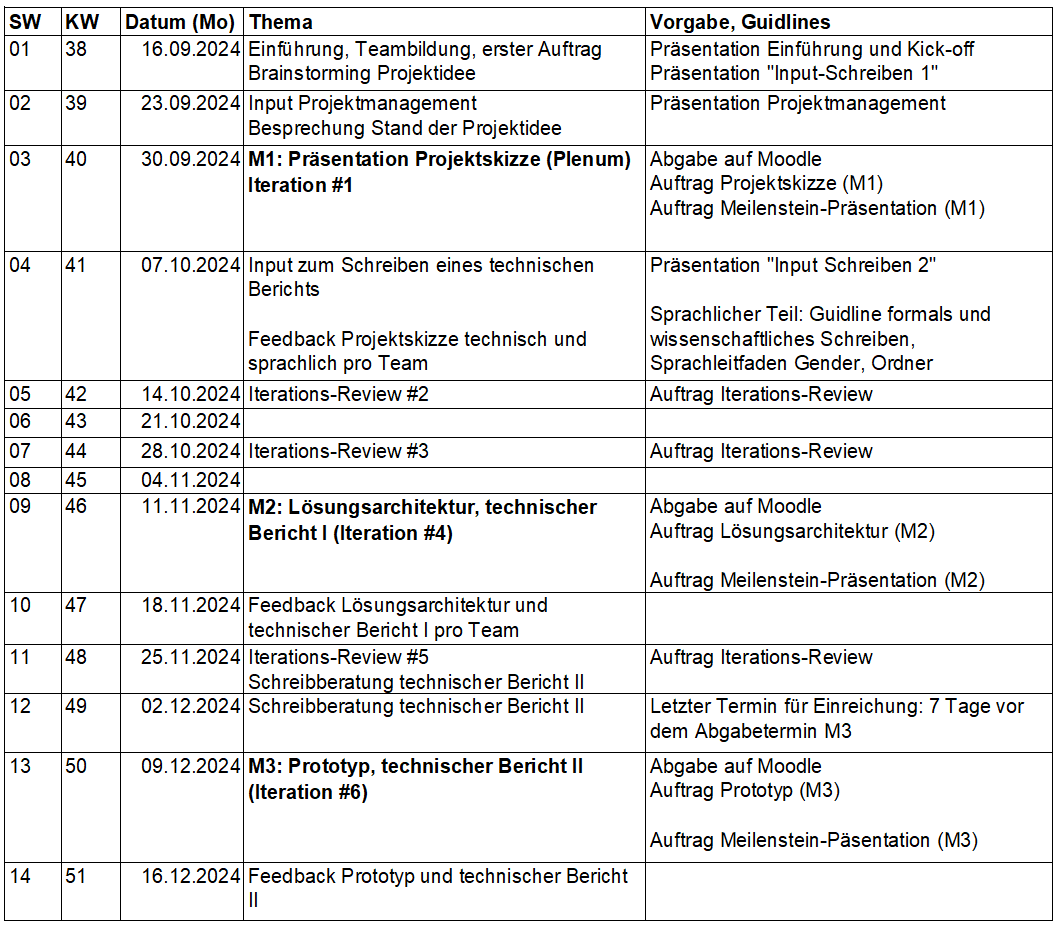 SW KW Datum (Mo) Thema Vorgabe, Guidlines
01 38 16.09.2024 Einführung, Teambildung, erster Auftrag Präsentation Einführung und Kick-off
Brainstorming Projektidee Präsentation "Input-Schreiben 1"
02 39 23.09.2024 Input Projektmanagement Präsentation Projektmanagement
Besprechung Stand der Projektidee
03 40 30.09.2024 M1: Präsentation Projektskizze (Plenum) Abgabe auf Moodle
Iteration #1 Auftrag Projektskizze (M1)
Auftrag Meilenstein-Präsentation (M1)
04 41 07.10.2024 Input zum Schreiben eines technischen Präsentation "Input Schreiben 2"
Berichts
Sprachlicher Teil: Guidline formals und
Feedback Projektskizze technisch und wissenschaftliches Schreiben,
sprachlich pro Team Sprachleitfaden Gender, Ordner
05 42 14.10.2024 Iterations-Review #2 Auftrag Iterations-Review
06 43 21.10.2024
07 44 28.10.2024 Iterations-Review #3 Auftrag Iterations-Review
08 45 04.11.2024
09 46 11.11.2024 M2: Lösungsarchitektur, technischer Abgabe auf Moodle
Bericht I (Iteration #4) Auftrag Lösungsarchitektur (M2)
Auftrag Meilenstein-Präsentation (M2)
10 47 18.11.2024 Feedback Lösungsarchitektur und
technischer Bericht I pro Team
11 48 25.11.2024 Iterations-Review #5 Auftrag Iterations-Review
Schreibberatung technischer Bericht II
12 49 02.12.2024 Schreibberatung technischer Bericht II Letzter Termin für Einreichung: 7 Tage vor
dem Abgabetermin M3
13 50 09.12.2024 M3: Prototyp, technischer Bericht II Abgabe auf Moodle
(Iteration #6) Auftrag Prototyp (M3)
Auftrag Meilenstein-Päsentation (M3)
14 51 16.12.2024 Feedback Prototyp und technischer Bericht
II